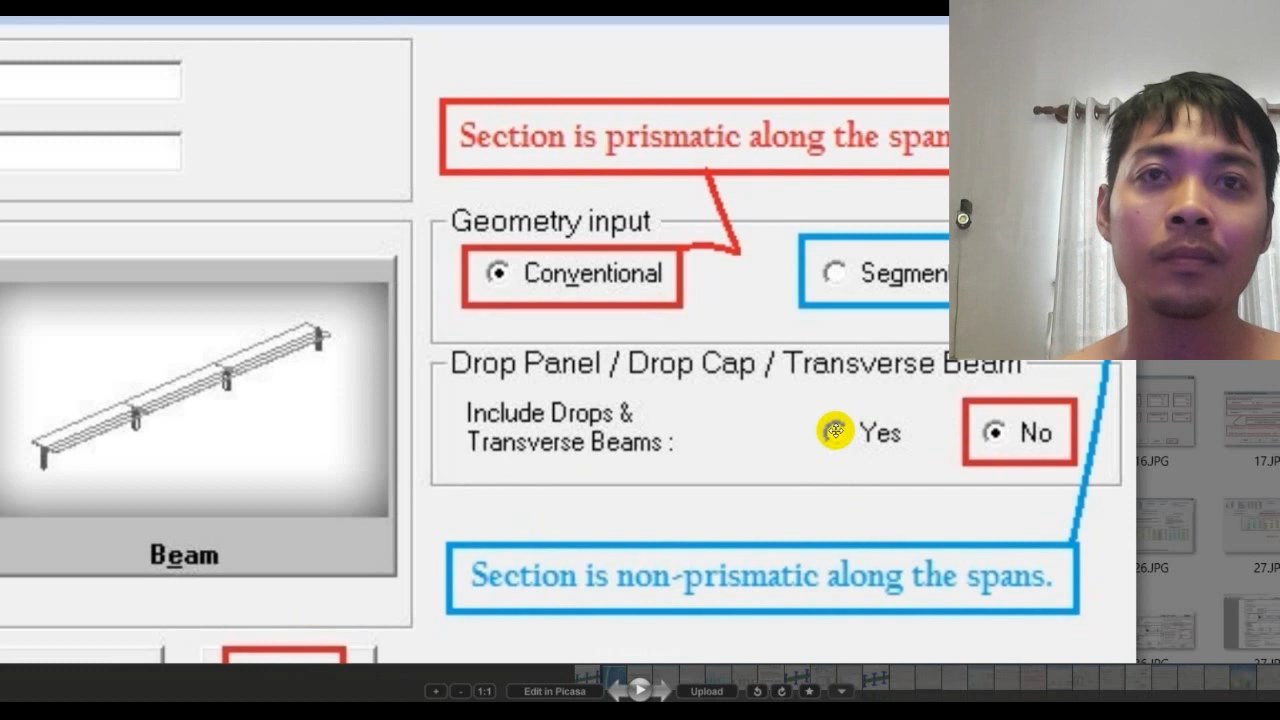 Section is prismatic along the span
Geometry input
Conventional
Segmen
Drop Panel / Drop Cap / Transverse Beam
Include Drops &
Transverse Beams :
Yes
No
Beam
Section is non-prismatic along the spans.
16.JPG
17.JP
26.JPG
27.JP
1:1
Edit in Picasa
Upload